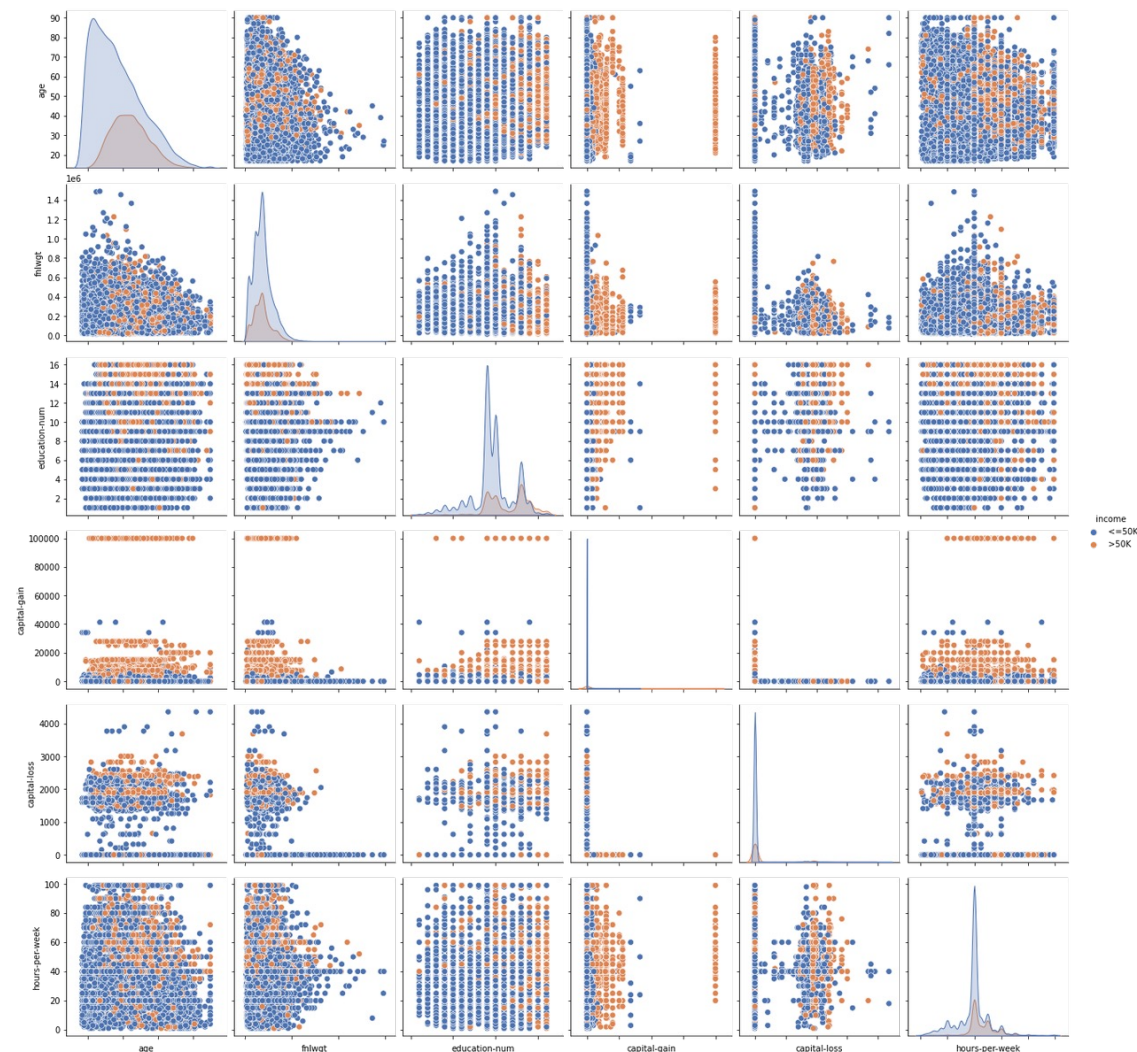 90
80
70
60
50
40
30
20
age
1e6
1.4
1.2
1.0
0.8
0.6
0.4
0.2
0.0
fnlwgt
16
14
12
10
8
6
4
2
education-num
income
<=50K
>50K
100000
80000
60000
40000
20000
0
capital-gain
4000
3000
2000
1000
0
capital-loss
100
80
60
40
20
0
hours-per-week
age
fnlwgt
education-num
capital-gain
capital-loss
hours-per-week